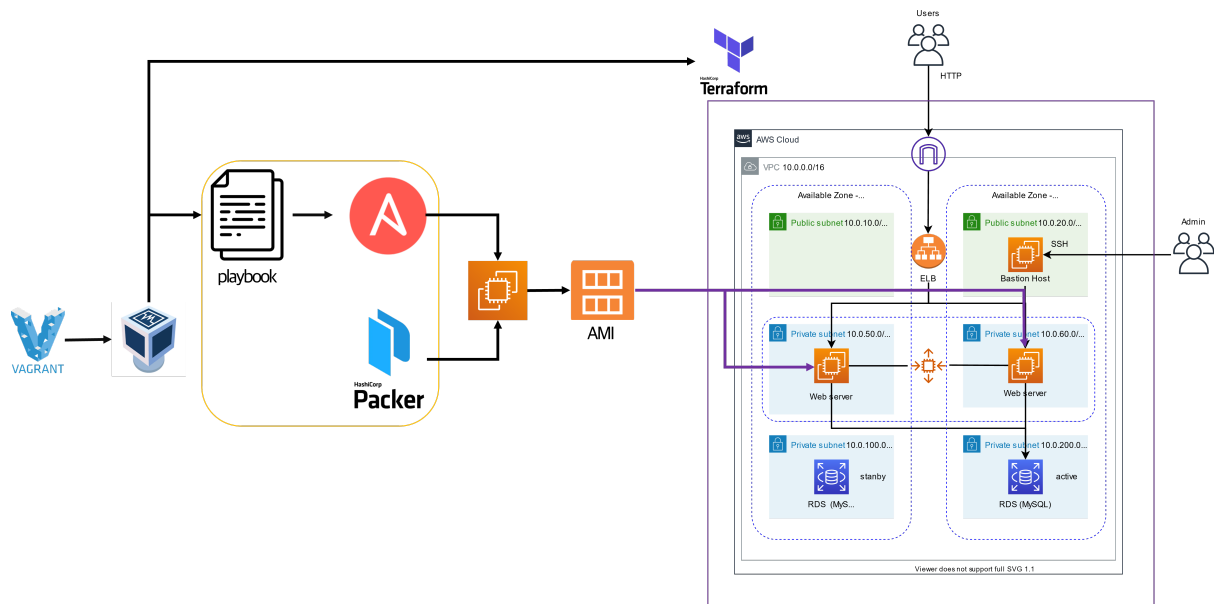 Users
HTTP
HashiCorp
Terraform
aws
AWS Cloud
VPC 10.0.0.0/16
Available Zone -...
Available Zone -...
Public subnet 10.0.10.0/...
Public subnet 10.0.20.0/...
Admin
SSH
Bastion Host
ELB
playbook
AMI
VAGRANT
HashiCorp
Packer
Private subnet 10.0.50.0/...
Private subnet 10.0.60.0/...
Web server
Web server
Private subnet 10.0.100.0...
Private subnet 10.0.200.0...
stanby
active
RDS (MyS...
RDS (MySQL)
Viewer does not support full SVG 1.1